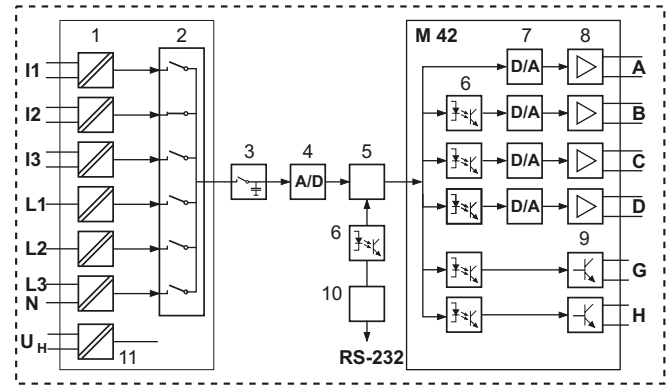 1 2 M 42 7 8
I1 D/A A
6
I2 D/A B
3 4 5
I3 D/A C
A/D
L1 D/A D
6
L2 9
G
L3 10
N H
U H 11 RS-232